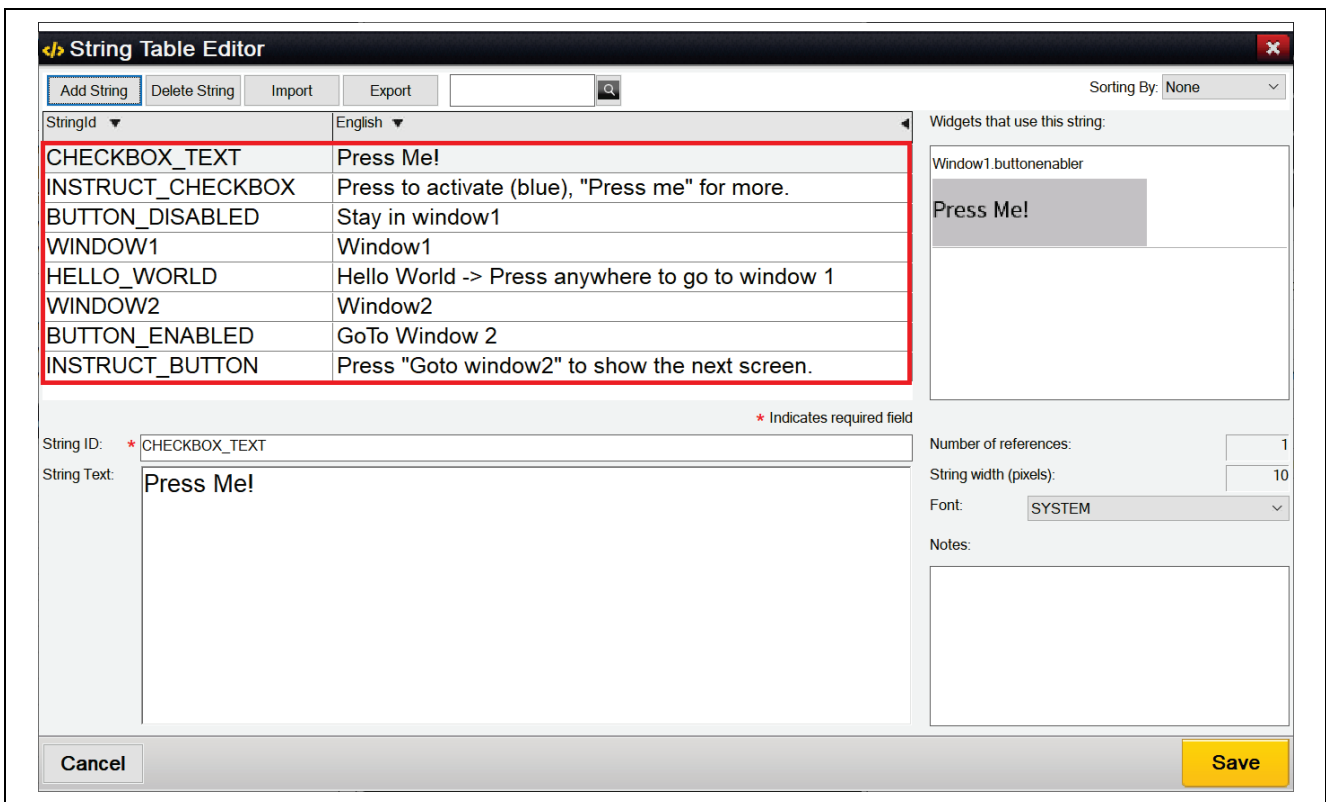 </> String Table Editor
Add String Delete String Import Export Sorting By: None
StringId English Widgets that use this string:
CHECKBOX_TEXT Press Me!
INSTRUCT_CHECKBOX Press to activate (blue), "Press me" for more.
BUTTON_DISABLED Stay in window1
WINDOW1 Window1
HELLO_WORLD Hello World -> Press anywhere to go to window 1
WINDOW2 Window2
BUTTON_ENABLED GoTo Window 2
INSTRUCT_BUTTON Press "Goto window2" to show the next screen.
Window1.buttonenabler
Press Me!
* Indicates required field
String ID: * CHECKBOX_TEXT
String Text: Press Me!
Number of references: 1
String width (pixels): 10
Font: SYSTEM
Notes:
Cancel Save